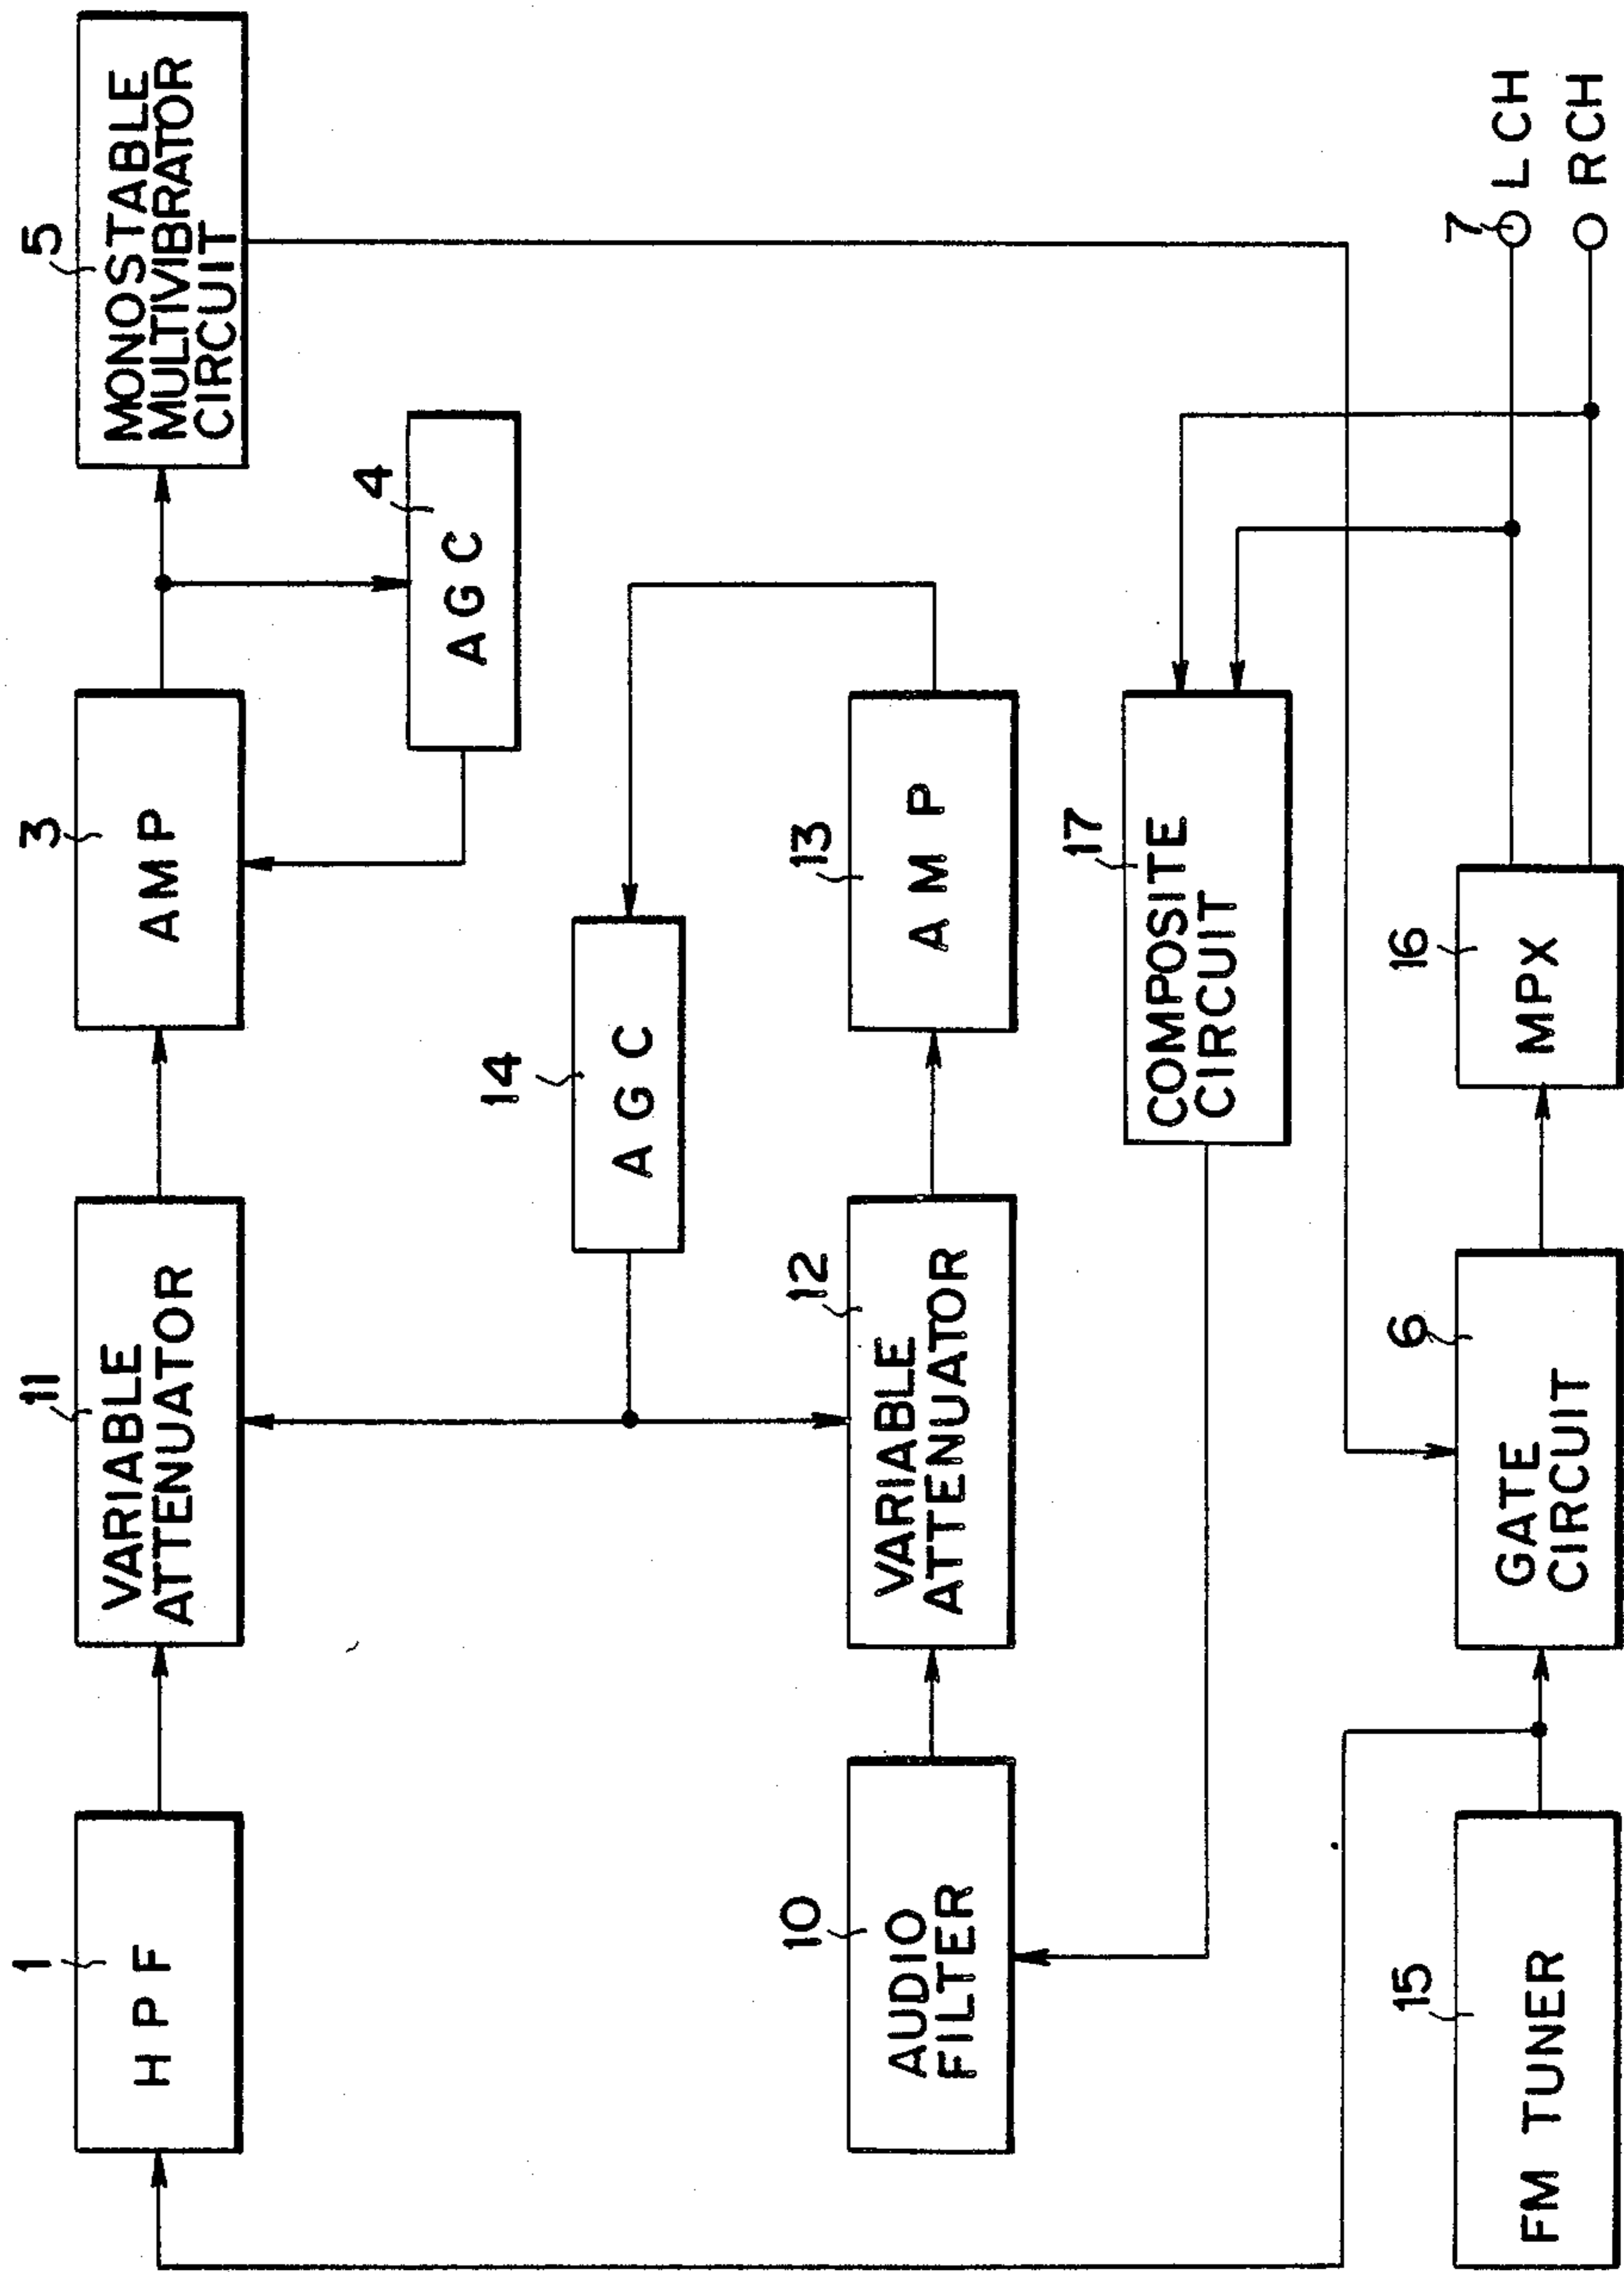 1
HPF
11
VARIABLE
ATTENUATOR
3
AMP
5
MONOSTABLE
MULTIVIBRATOR
CIRCUIT
4
AGC
14
AGC
10
AUDIO
FILTER
12
VARIABLE
ATTENUATOR
13
AMP
17
COMPOSITE
CIRCUIT
15
FM TUNER
6
GATE
CIRCUIT
16
MPX
7
LCH
RCH